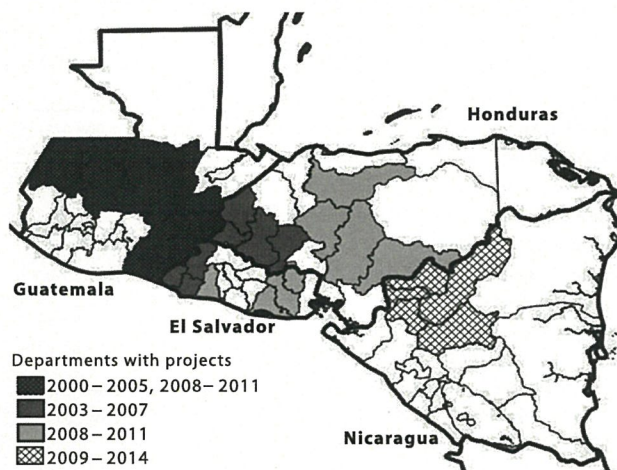 Honduras
Guatemala
El Salvador
Departments with projects
2000–2005, 2008–2011
2003–2007
2008–2011
2009–2014
Nicaragua